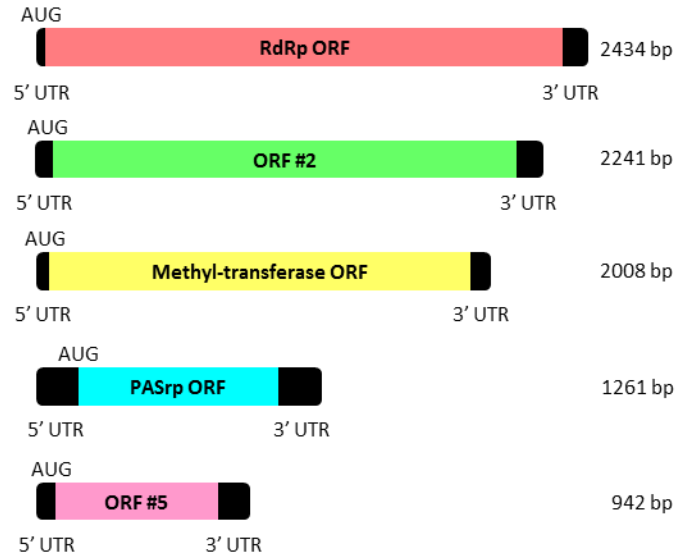 AUG
RdRp ORF 2434 bp
5’ UTR 3’ UTR
AUG
ORF #2 2241 bp
5’ UTR 3’ UTR
AUG
Methyl-transferase ORF 2008 bp
5’ UTR 3’ UTR
AUG
PASrp ORF 1261 bp
5’ UTR 3’ UTR
AUG
ORF #5 942 bp
5’ UTR 3’ UTR